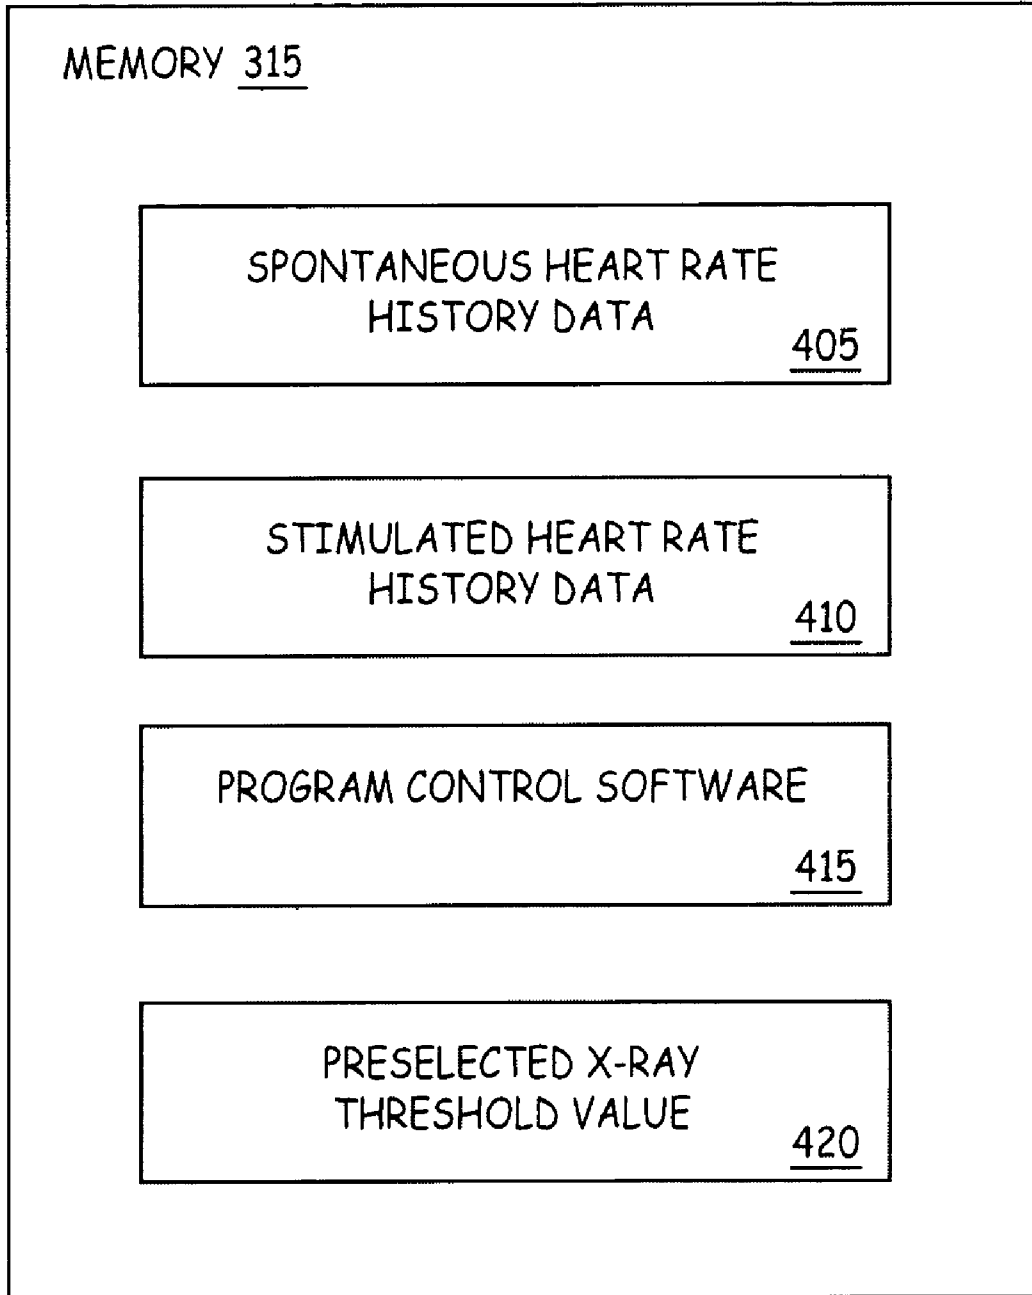 MEMORY 315
SPONTANEOUS HEART RATE
HISTORY DATA
405
STIMULATED HEART RATE
HISTORY DATA
410
PROGRAM CONTROL SOFTWARE
415
PRESELECTED X-RAY
THRESHOLD VALUE
420